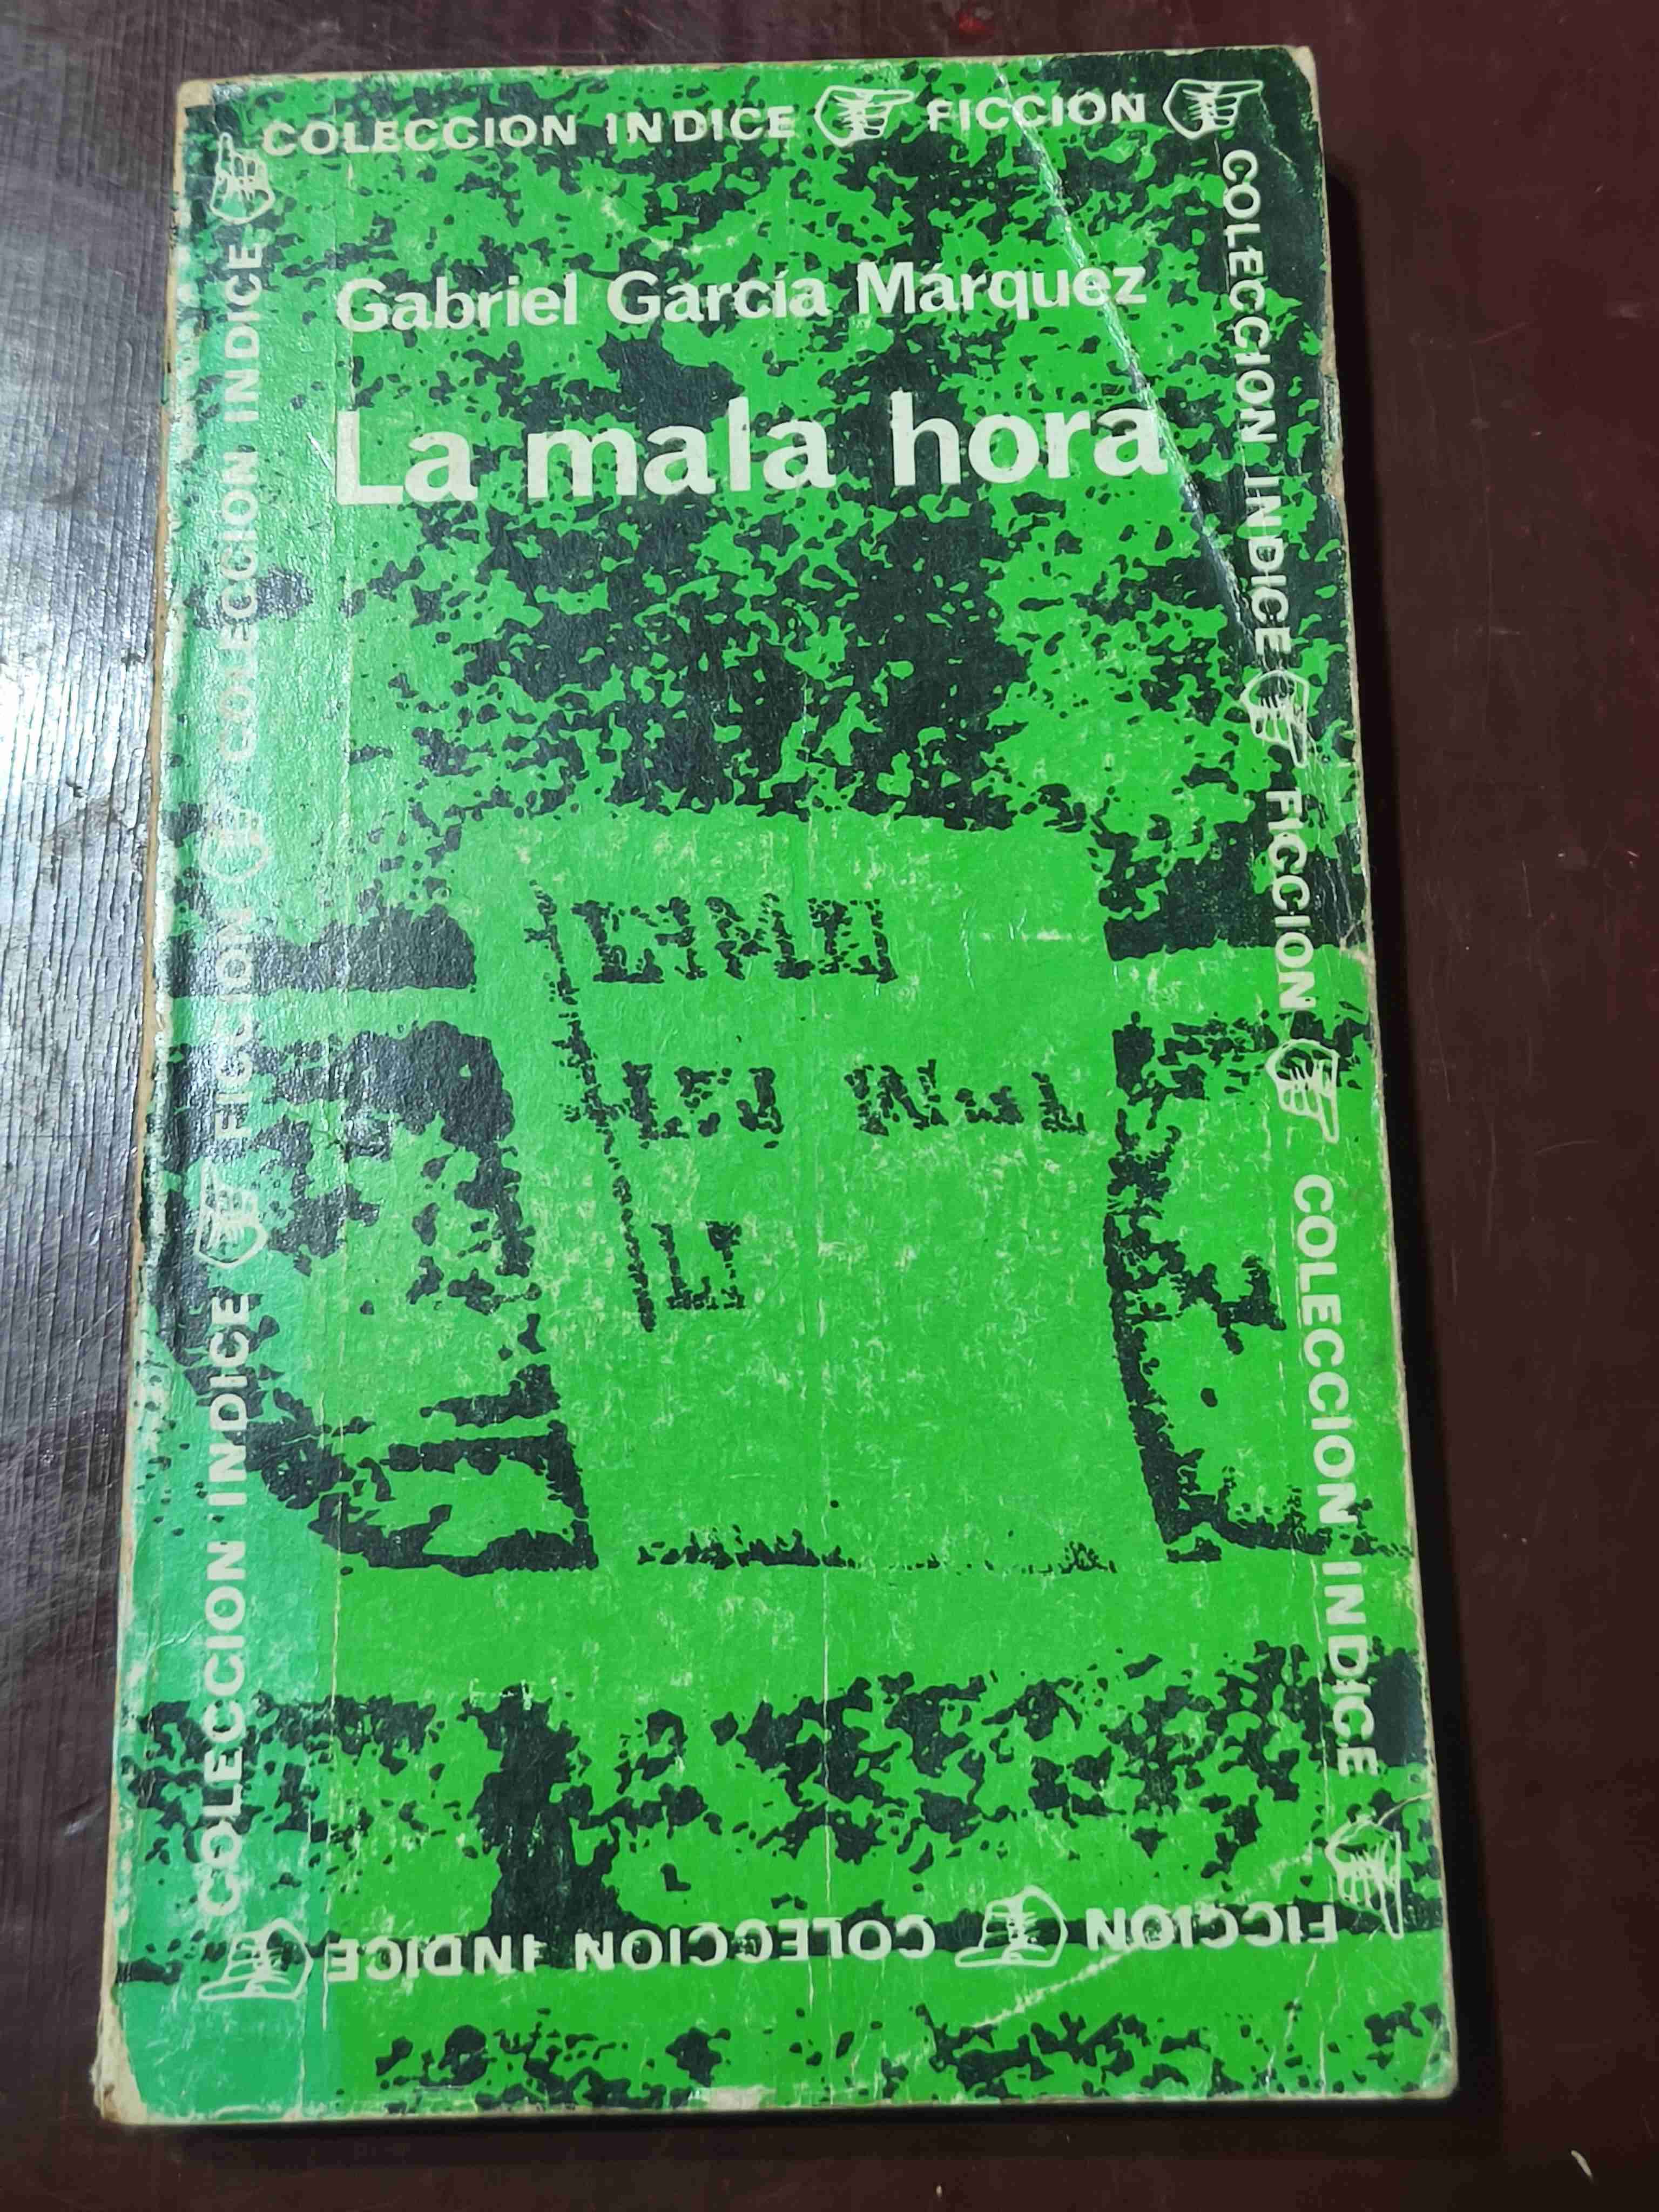 COLECCION INDICE FICCION
Gabriel García Márquez
La mala hora
COLECCION INDICE FICCION COLECCION INDICE
FICCION COLECCION INDICE
COLECCION INDICE FICCION COLECCION INDICE